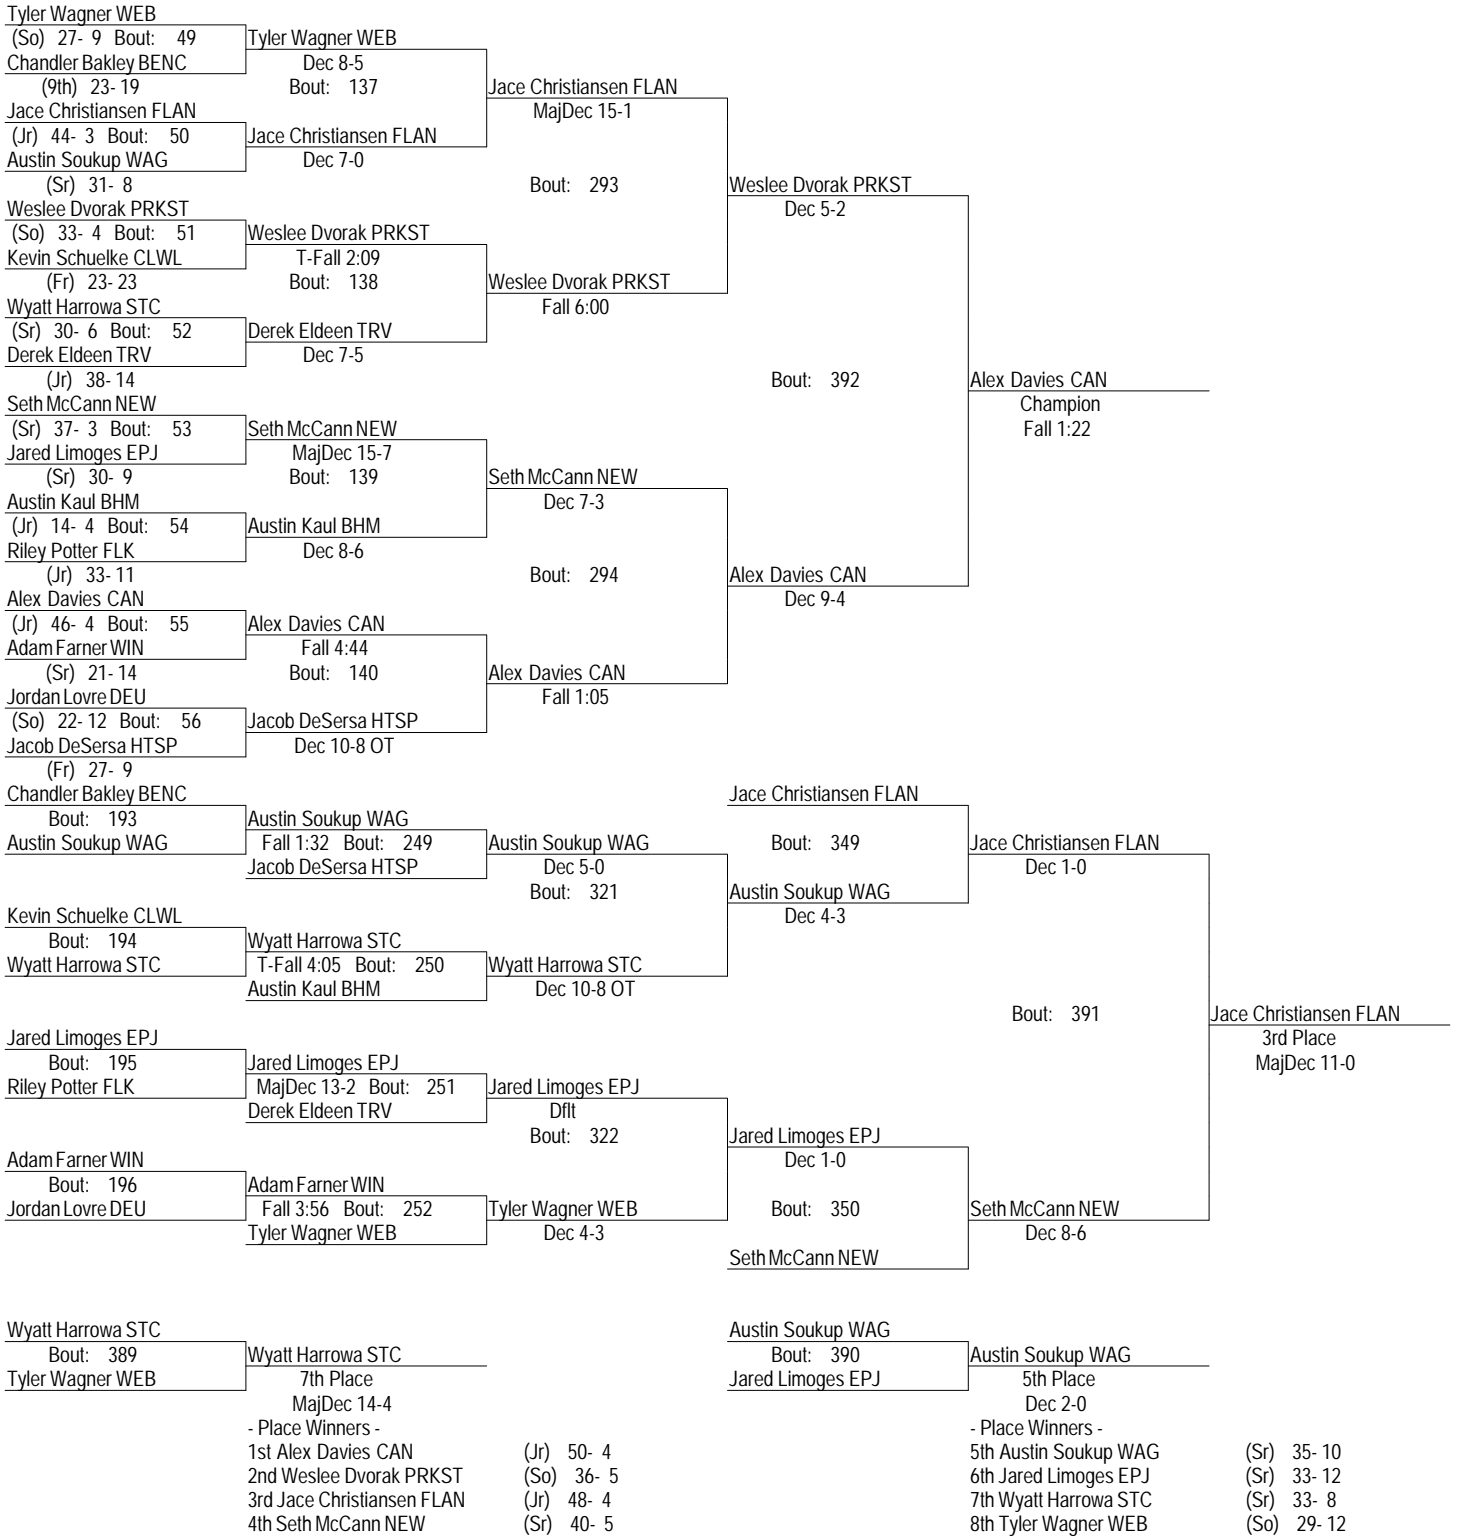 Tyler Wagner WEB
(So) 27- 9 Bout: 49 Tyler Wagner WEB
Chandler Bakley BENC Dec 8-5
(9th) 23- 19 Bout: 137 Jace Christiansen FLAN
Jace Christiansen FLAN MajDec 15-1
(Jr) 44- 3 Bout: 50 Jace Christiansen FLAN
Austin Soukup WAG Dec 7-0
(Sr) 31- 8 Bout: 293 Weslee Dvorak PRKST
Weslee Dvorak PRKST Dec 5-2
(So) 33- 4 Bout: 51 Weslee Dvorak PRKST
Kevin Schuelke CLWL T-Fall 2:09
(Fr) 23- 23 Bout: 138 Weslee Dvorak PRKST
Wyatt Harrowa STC Fall 6:00
(Sr) 30- 6 Bout: 52 Derek Eldeen TRV
Derek Eldeen TRV Dec 7-5
(Jr) 38- 14 Bout: 392 Alex Davies CAN
Seth McCann NEW Champion
(Sr) 37- 3 Bout: 53 Seth McCann NEW Fall 1:22
Jared Limoges EPJ MajDec 15-7
(Sr) 30- 9 Bout: 139 Seth McCann NEW
Austin Kaul BHM Dec 7-3
(Jr) 14- 4 Bout: 54 Austin Kaul BHM
Riley Potter FLK Dec 8-6
(Jr) 33- 11 Bout: 294 Alex Davies CAN
Alex Davies CAN Dec 9-4
(Jr) 46- 4 Bout: 55 Alex Davies CAN
Adam Farner WIN Fall 4:44
(Sr) 21- 14 Bout: 140 Alex Davies CAN
Jordan Lovre DEU Fall 1:05
(So) 22- 12 Bout: 56 Jacob DeSersa HTSP
Jacob DeSersa HTSP Dec 10-8 OT
(Fr) 27- 9
Chandler Bakley BENC Jace Christiansen FLAN
Bout: 193 Austin Soukup WAG
Austin Soukup WAG Fall 1:32 Bout: 249 Austin Soukup WAG Bout: 349 Jace Christiansen FLAN
Jacob DeSersa HTSP Dec 5-0 Dec 1-0
Bout: 321 Austin Soukup WAG
Kevin Schuelke CLWL Dec 4-3
Bout: 194 Wyatt Harrowa STC
Wyatt Harrowa STC T-Fall 4:05 Bout: 250 Wyatt Harrowa STC
Austin Kaul BHM Dec 10-8 OT
Bout: 391 Jace Christiansen FLAN
Jared Limoges EPJ 3rd Place
Bout: 195 Jared Limoges EPJ MajDec 11-0
Riley Potter FLK MajDec 13-2 Bout: 251 Jared Limoges EPJ
Derek Eldeen TRV Dflt
Bout: 322 Jared Limoges EPJ
Adam Farner WIN Dec 1-0
Bout: 196 Adam Farner WIN
Jordan Lovre DEU Fall 3:56 Bout: 252 Tyler Wagner WEB Bout: 350 Seth McCann NEW
Tyler Wagner WEB Dec 4-3 Dec 8-6
Seth McCann NEW
Wyatt Harrowa STC Austin Soukup WAG
Bout: 389 Wyatt Harrowa STC Bout: 390 Austin Soukup WAG
Tyler Wagner WEB 7th Place Jared Limoges EPJ 5th Place
MajDec 14-4 Dec 2-0
- Place Winners - - Place Winners -
1st Alex Davies CAN (Jr) 50- 4 5th Austin Soukup WAG (Sr) 35- 10
2nd Weslee Dvorak PRKST (So) 36- 5 6th Jared Limoges EPJ (Sr) 33- 12
3rd Jace Christiansen FLAN (Jr) 48- 4 7th Wyatt Harrowa STC (Sr) 33- 8
4th Seth McCann NEW (Sr) 40- 5 8th Tyler Wagner WEB (So) 29- 12